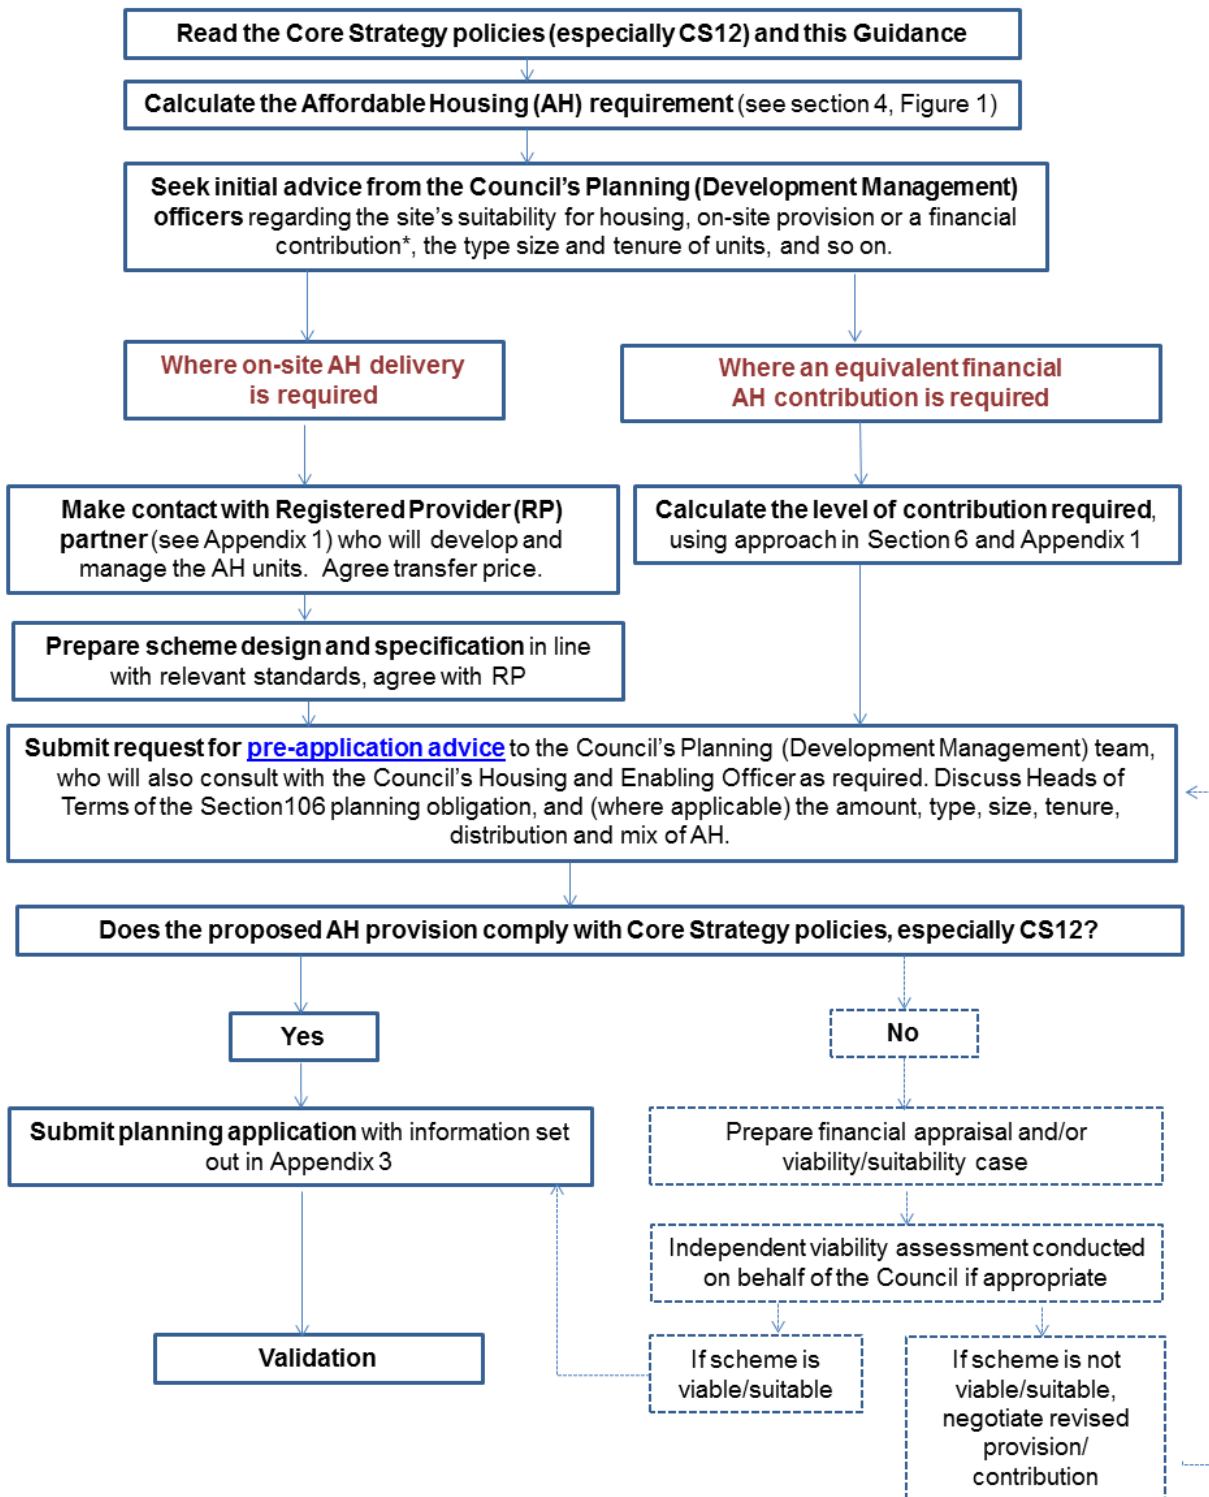 Read the Core Strategy policies (especially CS12) and this Guidance
Calculate the Affordable Housing (AH) requirement (see section 4, Figure 1)
Seek initial advice from the Council's Planning (Development Management)
officers regarding the site's suitability for housing, on-site provision or a financial
contribution*, the type size and tenure of units, and so on.
Where on-site AH delivery
is required
Where an equivalent financial
AH contribution is required
Make contact with Registered Provider (RP)
partner (see Appendix 1) who will develop and
manage the AH units.  Agree transfer price.
Calculate the level of contribution required,
using approach in Section 6 and Appendix 1
Prepare scheme design and specification in line
with relevant standards, agree with RP
Submit request for pre-application advice to the Council's Planning (Development Management) team,
who will also consult with the Council's Housing and Enabling Officer as required. Discuss Heads of
Terms of the Section106 planning obligation, and (where applicable) the amount, type, size, tenure,
distribution and mix of AH.
Does the proposed AH provision comply with Core Strategy policies, especially CS12?
Yes
No
Submit planning application with information set
out in Appendix 3
Prepare financial appraisal and/or
viability/suitability case
Independent viability assessment conducted
on behalf of the Council if appropriate
Validation
If scheme is
viable/suitable
If scheme is not
viable/suitable,
negotiate revised
provision/
contribution